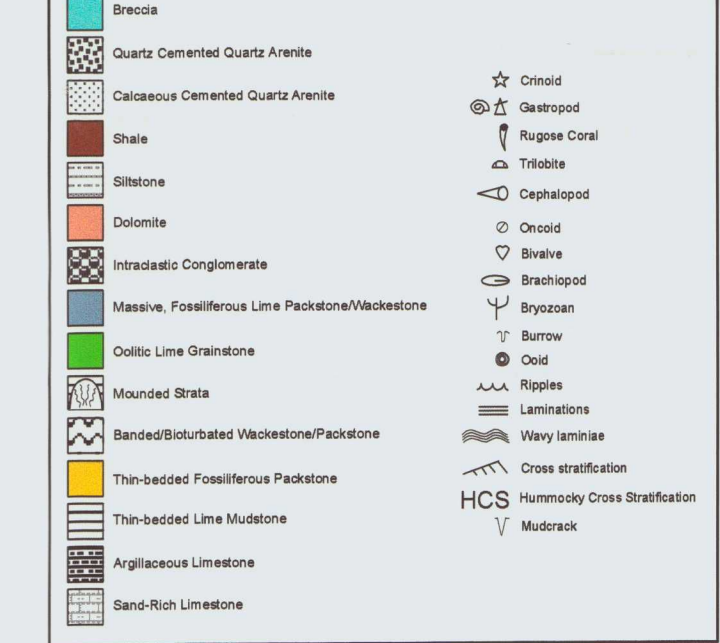 Breccia
Quartz Cemented Quartz Arenite
Calcaeous Cemented Quartz Arenite
Shale
Siltstone
Dolomite
Intraclastic Conglomerate
Massive, Fossiliferous Lime Packstone/Wackestone
Oolitic Lime Grainstone
Mounded Strata
Banded/Bioturbated Wackestone/Packstone
Thin-bedded Fossiliferous Packstone
Thin-bedded Lime Mudstone
Argillaceous Limestone
Sand-Rich Limestone
Crinoid
Gastropod
Rugose Coral
Trilobite
Cephalopod
Oncoid
Bivalve
Brachiopod
Bryozoan
Burrow
Ooid
Ripples
Laminations
Wavy laminiae
Cross stratification
HCS Hummocky Cross Stratification
Mudcrack